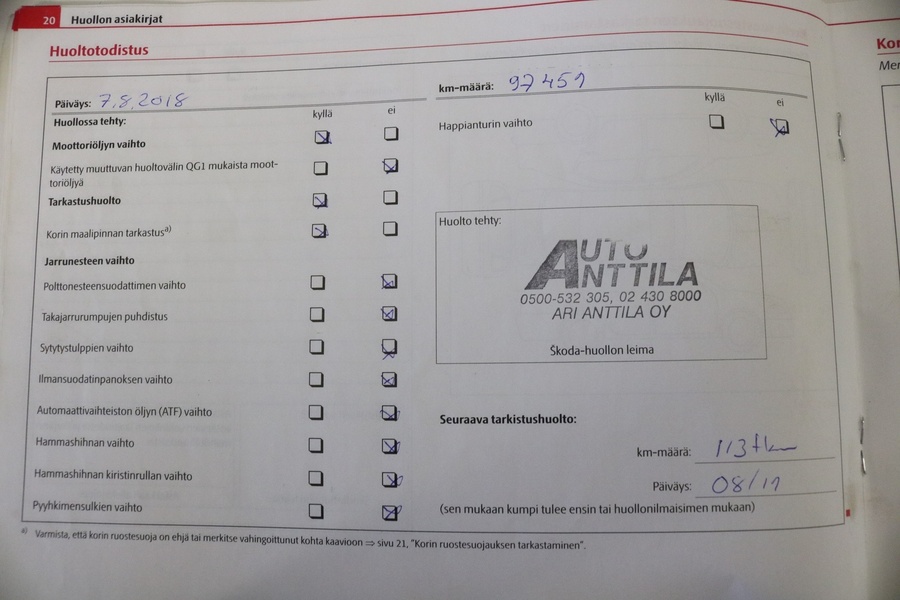 20 Huollon asiakirjat
Huoltotodistus
Päiväys: 7.8.2018
km-määrä: 97451
Huollossa tehty: kyllä ei
kyllä ei
Moottoriöljyn vaihto
Happianturin vaihto
Käytetty muuttuvan huoltovälin QG1 mukaista moot-
toriöljyä
Tarkastushuolto
Korin maalipinnan tarkastus a)
Jarrunesteen vaihto
Polttonesteensuodattimen vaihto
Takajarrurumpujen puhdistus
Sytytystulppien vaihto
Ilmansuodatinpanoksen vaihto
Automaattivaihteiston öljyn (ATF) vaihto
Hammashihnan vaihto
Hammashihnan kiristinrullan vaihto
Pyyhkimensulkien vaihto
Huolto tehty:
AUTO
ANTTILA
0500-532 305, 02 430 8000
ARI ANTTILA OY
Škoda-huollon leima
Seuraava tarkistushuolto:
km-määrä: 113tkm
Päiväys: 08/19
(sen mukaan kumpi tulee ensin tai huollonilmaisimen mukaan)
a) Varmista, että korin ruostesuoja on ehjä tai merkitse vahingoittunut kohta kaavioon ⇒ sivu 21, "Korin ruostesuojauksen tarkastaminen".